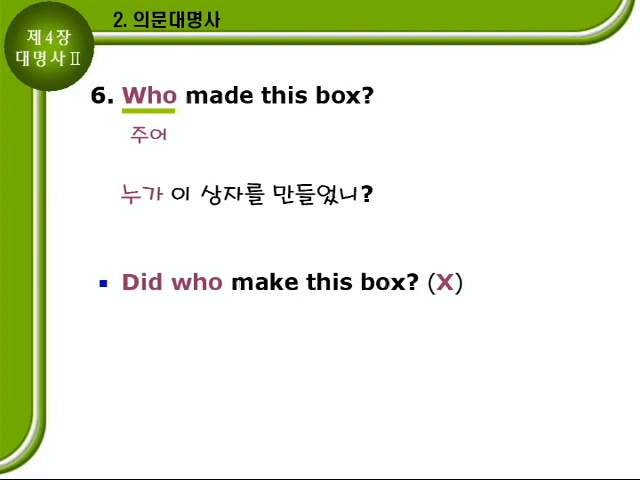 제4장
대명사Ⅱ
2. 의문대명사
6. Who made this box?
주어
누가 이 상자를 만들었니?
▪ Did who make this box? (X)